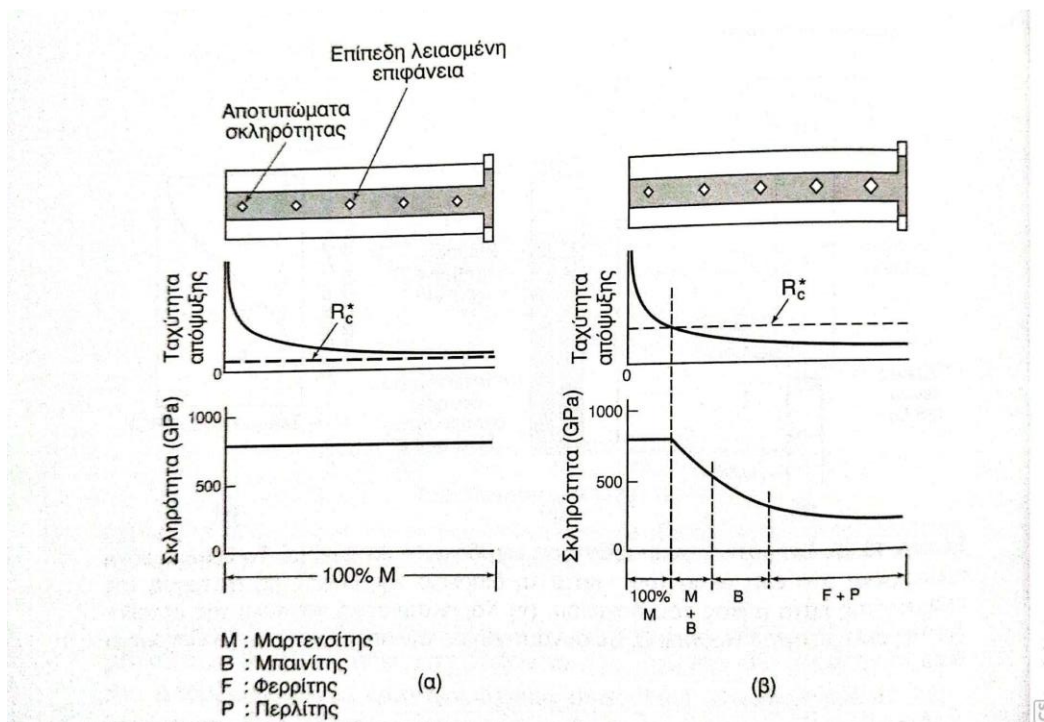 Επίπεδη λειασμένη
επιφάνεια
Αποτυπώματα
σκληρότητας
Ταχύτητα
απόψυξης
R*c
0
Σκληρότητα (GPa)
1000
500
0
100% M
M : Μαρτενσίτης
B : Μπαινίτης
F : Φερρίτης
P : Περλίτης
(α)
Ταχύτητα
απόψυξης
R*c
0
Σκληρότητα (GPa)
1000
500
0
100%
M
M
+
B
B
F + P
(β)